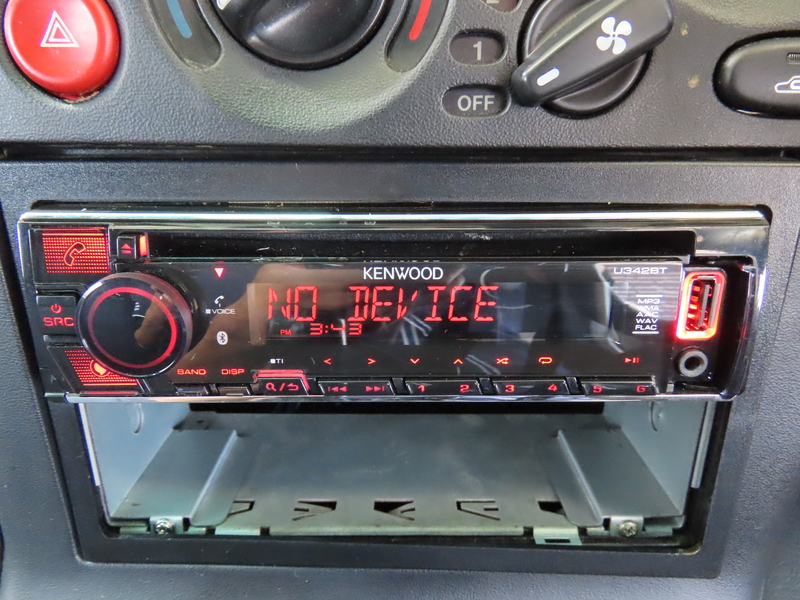 1
OFF
KENWOOD
U342BT
NO DEVICE
PM 3:43
SRC
VOICE
MP3
WMA
AAC
WAV
FLAC
BAND DISP
TI
1 2 3 4 5 6